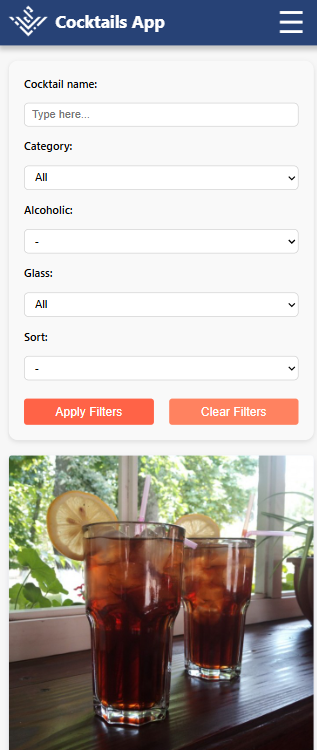 Cocktails App
Cocktail name:
Type here...
Category:
All
Alcoholic:
-
Glass:
All
Sort:
-
Apply Filters
Clear Filters